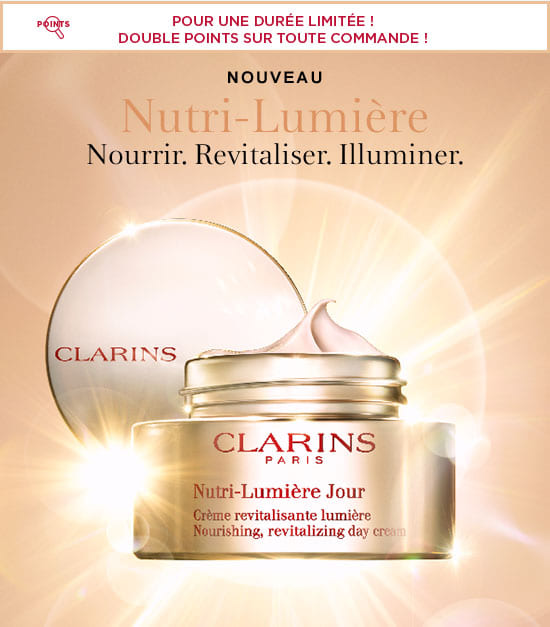 POINTS
POUR UNE DURÉE LIMITÉE !
DOUBLE POINTS SUR TOUTE COMMANDE !
NOUVEAU
Nutri-Lumière
Nourrir. Revitaliser. Illuminer.
CLARINS
CLARINS
PARIS
Nutri-Lumière Jour
Crème revitalisante lumière
Nourishing, revitalizing day cream